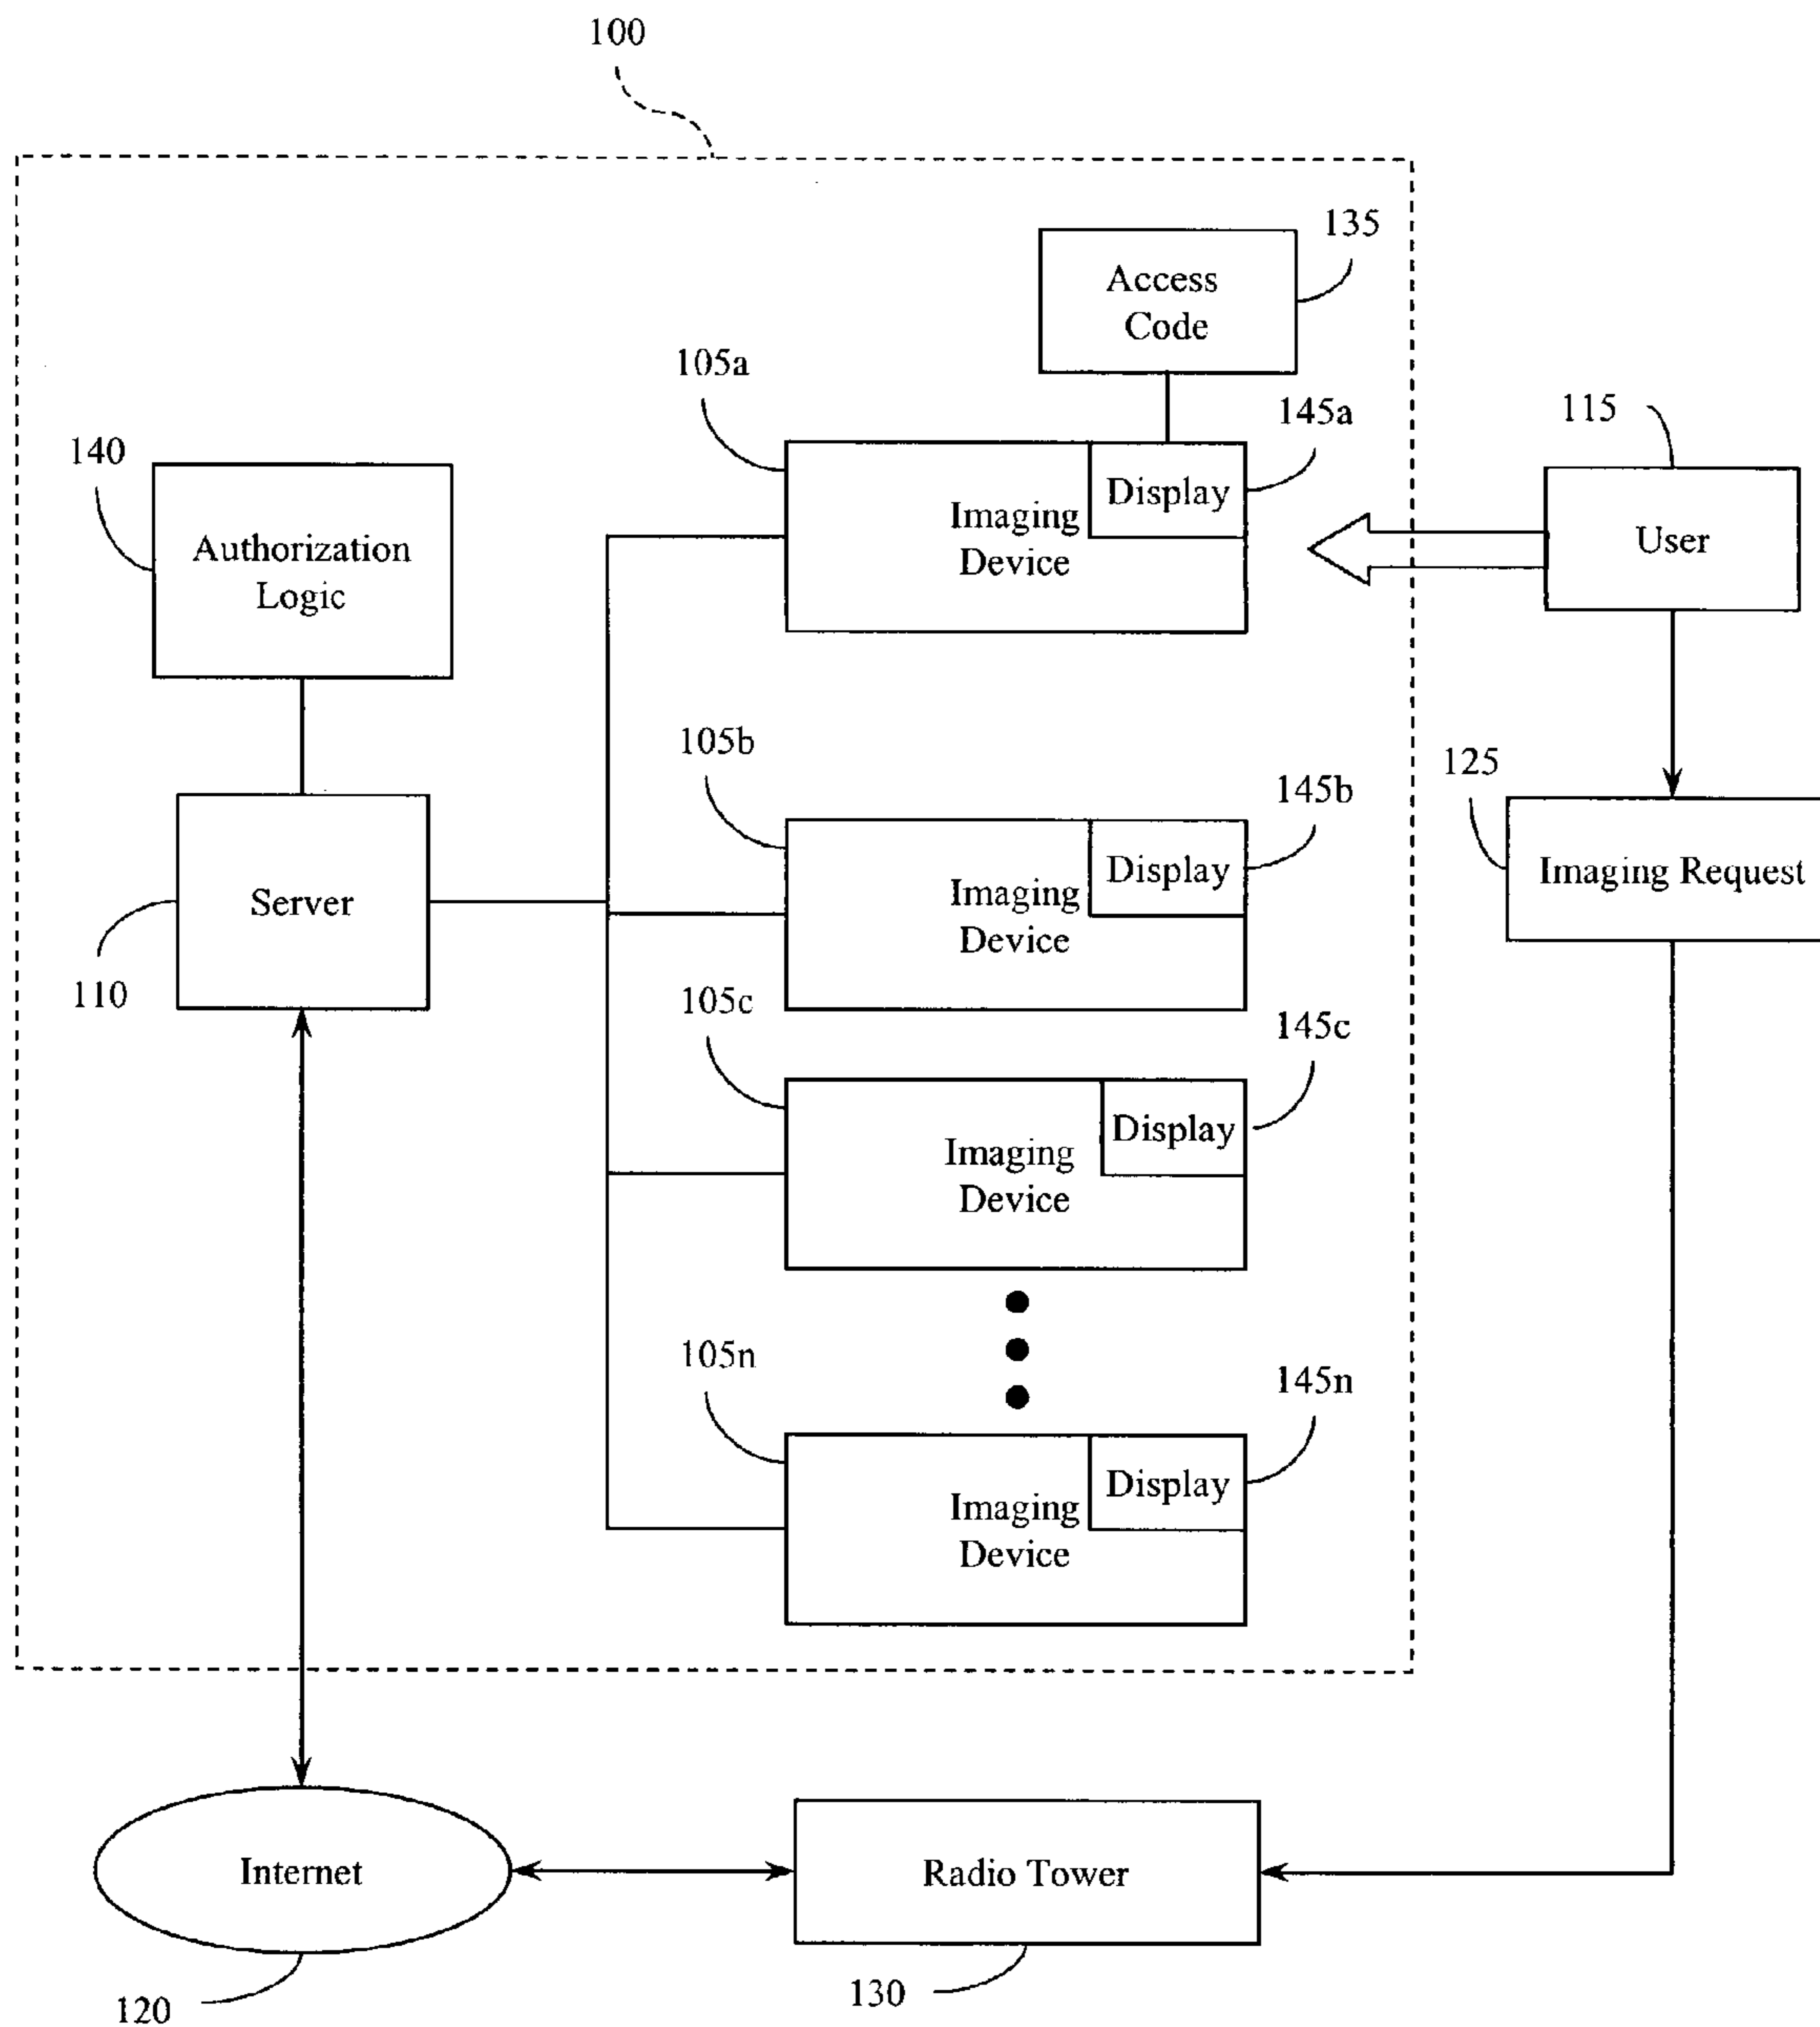 100
135
Access
Code
105a
145a
115
140
Display
Imaging
Device
User
Authorization
Logic
105b
145b
125
Display
Imaging
Device
Imaging Request
Server
110
105c
145c
Display
Imaging
Device
105n
145n
Display
Imaging
Device
Internet
Radio Tower
120
130